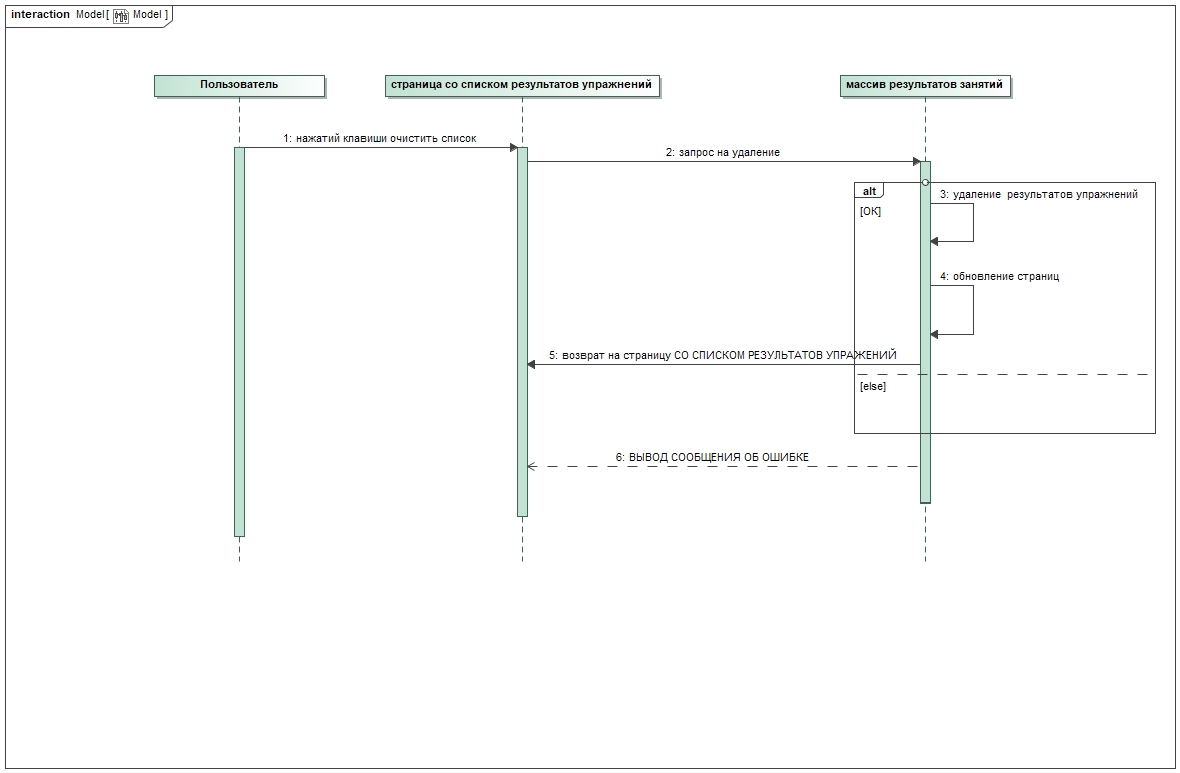 interaction Model[ Model ]
Пользователь
страница со списком результатов упражнений
массив результатов занятий
1: нажатий клавиши очистить список
2: запрос на удаление
alt
3: удаление результатов упражнений
[ОК]
4: обновление страниц
5: возврат на страницу СО СПИСКОМ РЕЗУЛЬТАТОВ УПРАЖЕНИЙ
[else]
6: ВЫВОД СООБЩЕНИЯ ОБ ОШИБКЕ